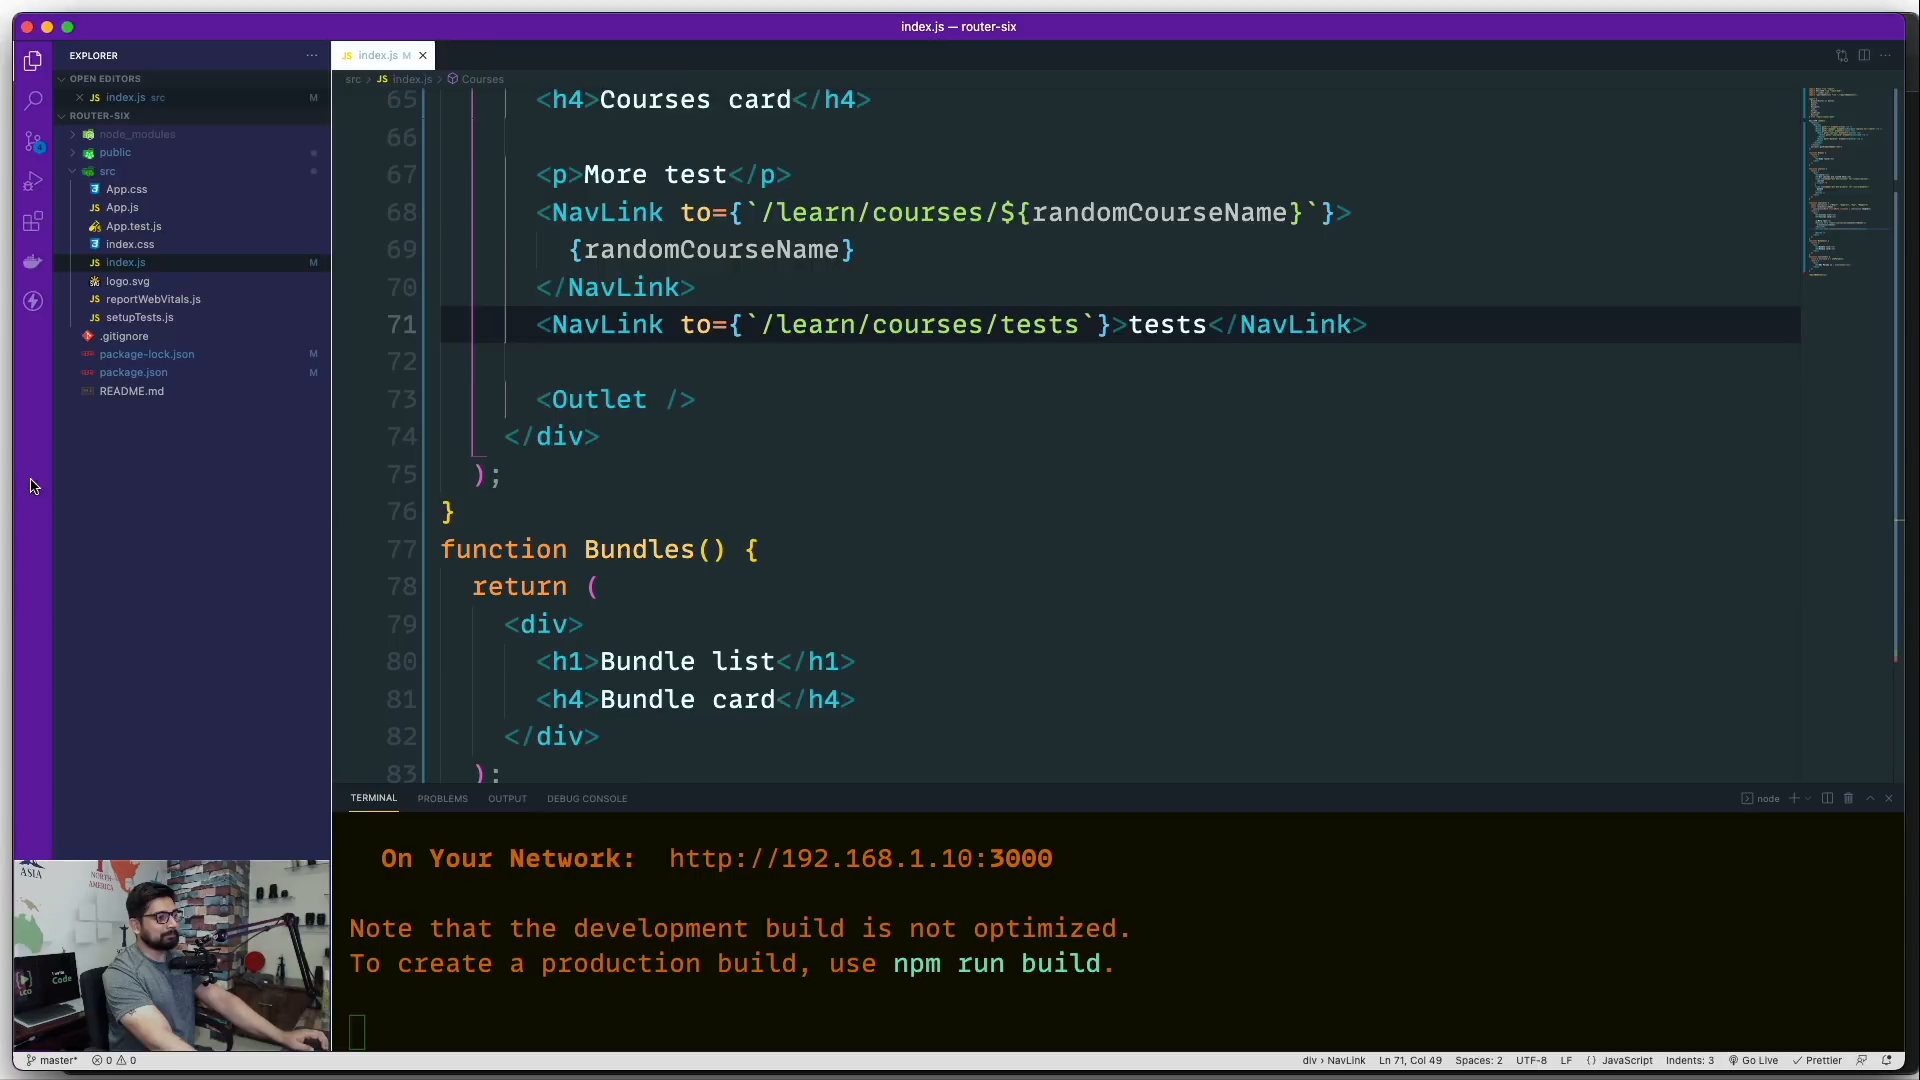 index.js — router-six
EXPLORER
OPEN EDITORS
index.js src M
ROUTER-SIX
node_modules
public
src
App.css
App.js
App.test.js
index.css
index.js M
logo.svg
reportWebVitals.js
setupTests.js
.gitignore
package-lock.json M
package.json M
README.md
index.js M
src > index.js > Courses
65 <h4>Courses card</h4>
66
67 <p>More test</p>
68 <NavLink to={`/learn/courses/${randomCourseName}`}>
69 {randomCourseName}
70 </NavLink>
71 <NavLink to={`/learn/courses/tests`}>tests</NavLink>
72
73 <Outlet />
74 </div>
75 );
76 }
77 function Bundles() {
78 return (
79 <div>
80 <h1>Bundle list</h1>
81 <h4>Bundle card</h4>
82 </div>
83 );
TERMINAL PROBLEMS OUTPUT DEBUG CONSOLE node
On Your Network: http://192.168.1.10:3000
Note that the development build is not optimized.
To create a production build, use npm run build.
ASIA
NORTH AMERICA
LCO
Code
master* 0 0 div › NavLink Ln 71, Col 49 Spaces: 2 UTF-8 LF {} JavaScript Indents: 3 Go Live Prettier